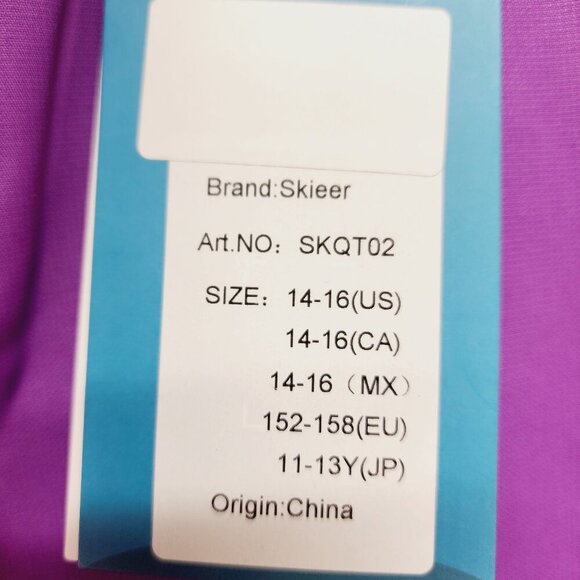 Brand:Skieer
Art.NO： SKQT02
SIZE： 14-16(US)
14-16(CA)
14-16（MX）
152-158(EU)
11-13Y(JP)
Origin:China